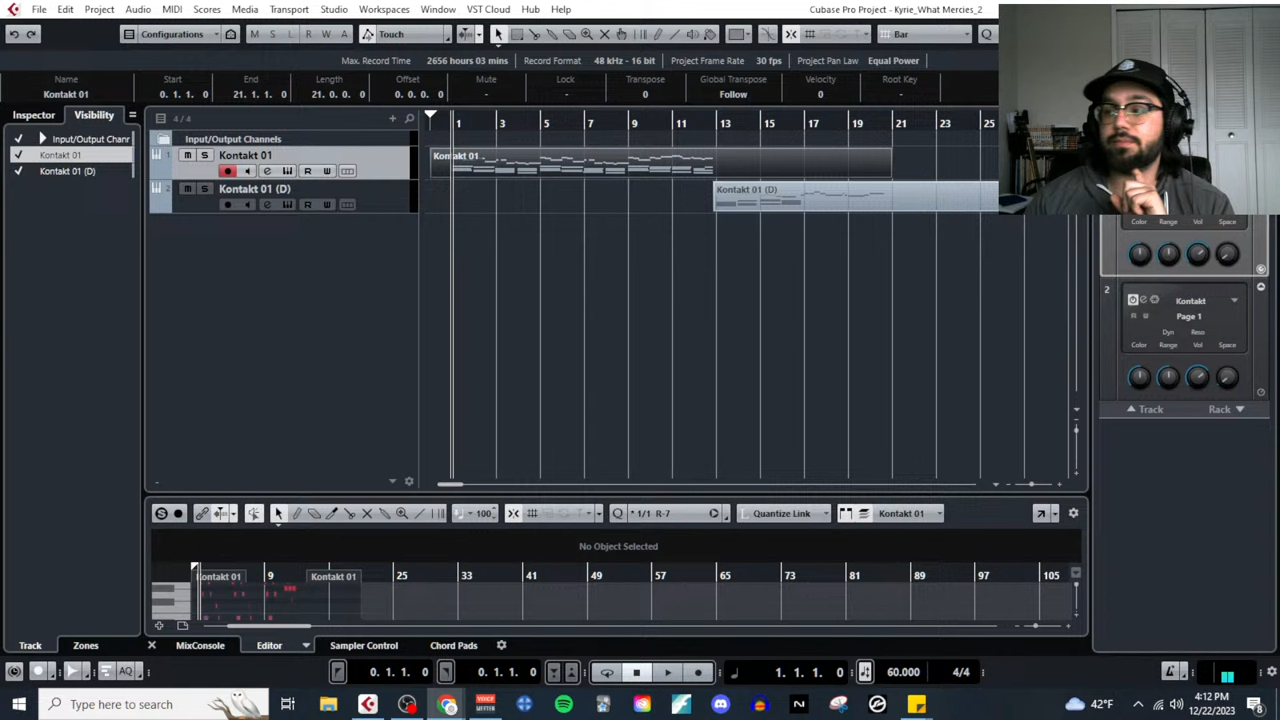 File Edit Project Audio MIDI Scores Media Transport Studio Workspaces Window VST Cloud Hub Help Cubase Pro Project - Kyrie_What Mercies_2
Configurations M S L R W A Touch Bar Q
Max. Record Time 2656 hours 03 mins Record Format 48 kHz - 16 bit Project Frame Rate 30 fps Project Pan Law Equal Power
Name Start End Length Offset Mute Lock Transpose Global Transpose Velocity Root Key
Kontakt 01 0. 1. 1. 0 21. 1. 1. 0 21. 0. 0. 0 0. 0. 0. 0 - - 0 Follow 0 -
Inspector Visibility 4/4 1 3 5 7 9 11 13 15 17 19 21 23 25
Input/Output Chanr Input/Output Channels
Kontakt 01 1 m S Kontakt 01 Kontakt 01
R W
Kontakt 01 (D) 2 m S Kontakt 01 (D) Kontakt 01 (D)
R W
Color Range Vol Space
2 Kontakt
R W Page 1
Dyn Reso
Color Range Vol Space
Track Rack
S 100 Q * 1/1 R-7 Quantize Link Kontakt 01
No Object Selected
Kontakt 01 9 Kontakt 01 25 33 41 49 57 65 73 81 89 97 105
Track Zones MixConsole Editor Sampler Control Chord Pads
AQ 0. 1. 1. 0 0. 1. 1. 0 1. 1. 1. 0 60.000 4/4
Type here to search 42°F 4:12 PM
12/22/2023